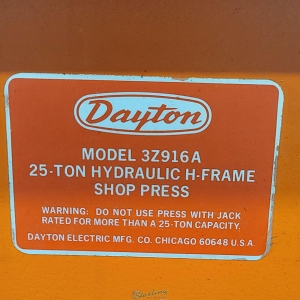 Dayton
MODEL 3Z916A
25-TON HYDRAULIC H-FRAME
SHOP PRESS
WARNING: DO NOT USE PRESS WITH JACK
RATED FOR MORE THAN A 25-TON CAPACITY.
DAYTON ELECTRIC MFG. CO. CHICAGO 60648 U.S.A.